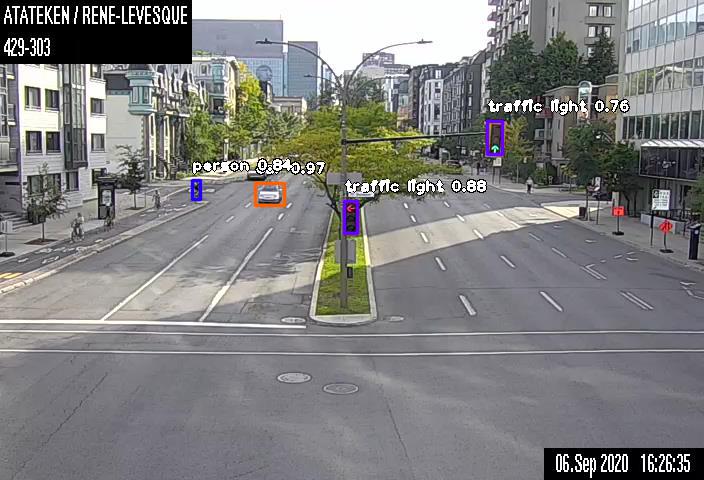 ATATEKEN / RENE-LEVESQUE
429-303
traffic light 0.76
person 0.84
0.97
traffic light 0.88
06.Sep 2020 16:26:35